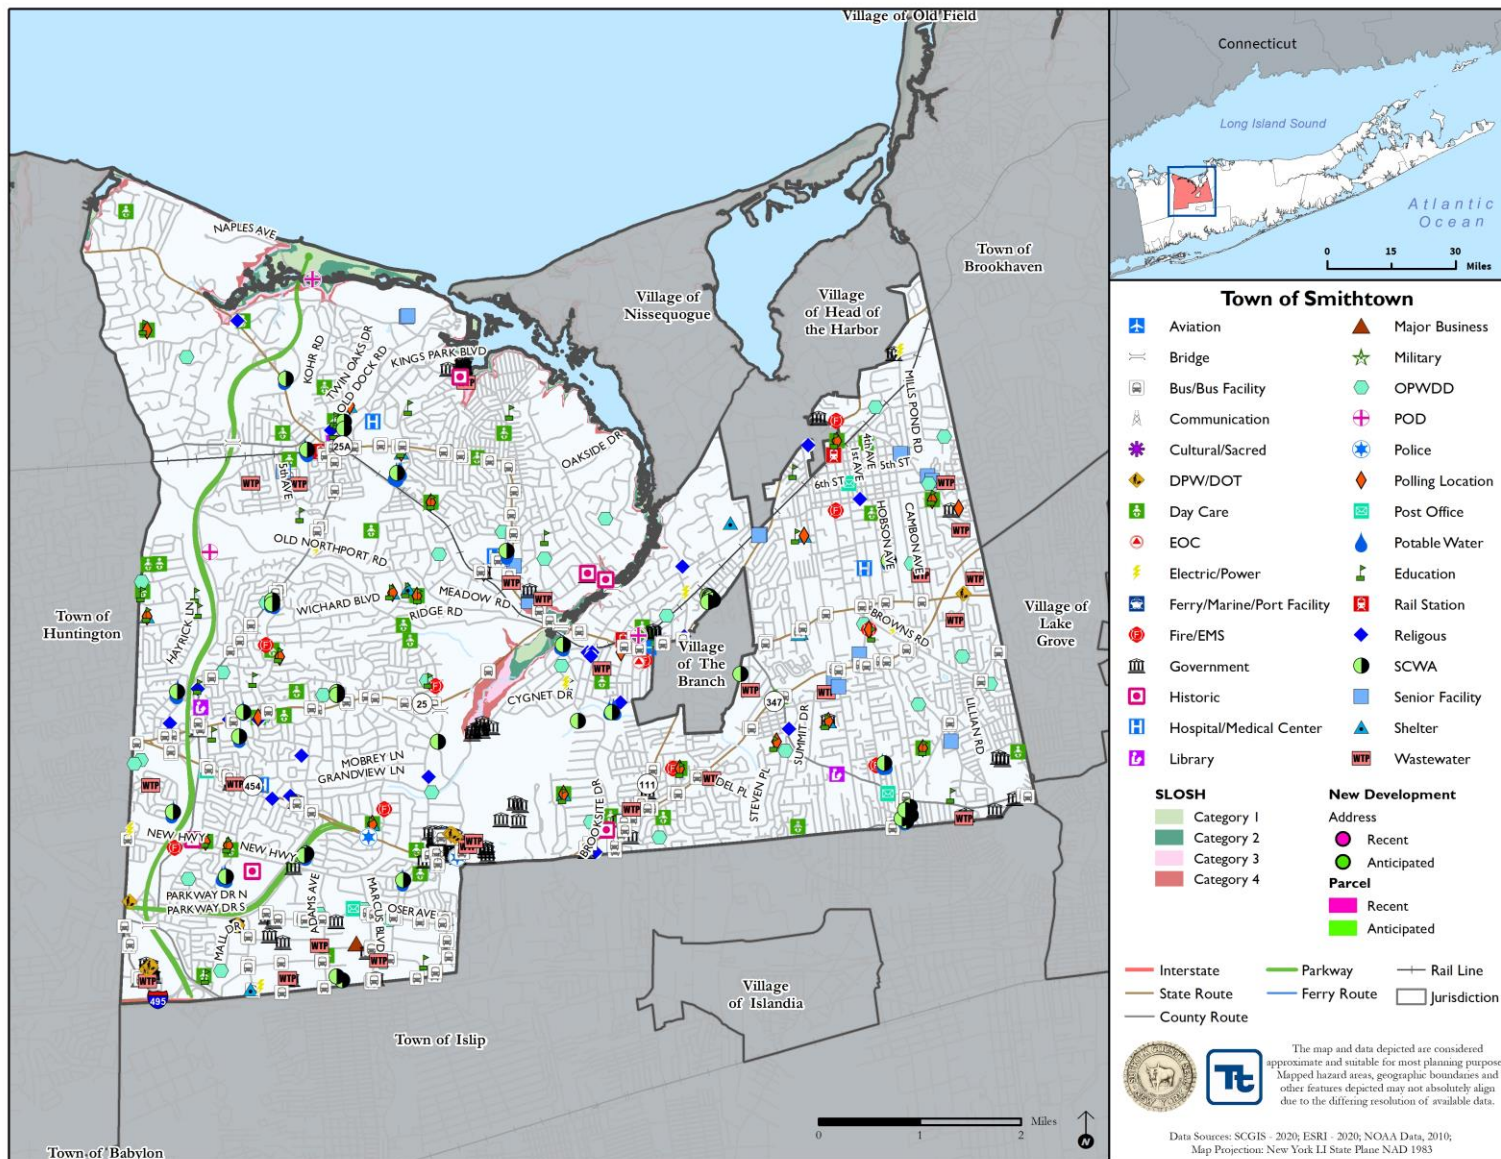 Village of Old Field
Connecticut
Long Island Sound
Atlantic
Ocean
0 15 30
Miles
NAPLES AVE
Town of
Brookhaven
Village of
Nissequogue
Village
of Head of
the Harbor
KOHR RD
TWIN OAKS DR
OLD DOCK RD
KINGS PARK BLVD
MILLS POND RD
25A
OAKSIDE DR
4th AVE
1st AVE
5th ST
6th ST
5th AVE
HOBSON AVE
CAMBON AVE
OLD NORTHPORT RD
WICHARD BLVD
MEADOW RD
RIDGE RD
Town of
Huntington
HAYRICK LN
BROWNS RD
Village of
Lake
Grove
Village
of The
Branch
CYGNET DR
25
347
SUMMIT DR
LILLIAN RD
MOBREY LN
GRANDVIEW LN
454
111
DEL PL
STEVEN PL
BROOKSITE DR
NEW HWY
NEW HWY
PARKWAY DR N
PARKWAY DR S
ADAMS AVE
MARCUS BLVD
OSER AVE
MALL DR
495
Village
of Islandia
Town of Islip
Town of Babylon
Miles
0 1 2
N
Town of Smithtown
Aviation
Bridge
Bus/Bus Facility
Communication
Cultural/Sacred
DPW/DOT
Day Care
EOC
Electric/Power
Ferry/Marine/Port Facility
Fire/EMS
Government
Historic
Hospital/Medical Center
Library
Major Business
Military
OPWDD
POD
Police
Polling Location
Post Office
Potable Water
Education
Rail Station
Religous
SCWA
Senior Facility
Shelter
WTP Wastewater
SLOSH
Category 1
Category 2
Category 3
Category 4
New Development
Address
Recent
Anticipated
Parcel
Recent
Anticipated
Interstate
State Route
County Route
Parkway
Ferry Route
Rail Line
Jurisdiction
Tt
The map and data depicted are considered
approximate and suitable for most planning purpose
Mapped hazard areas, geographic boundaries and
other features depicted may not absolutely align
due to the differing resolution of available data.
Data Sources: SCGIS - 2020; ESRI - 2020; NOAA Data, 2010;
Map Projection: New York LI State Plane NAD 1983